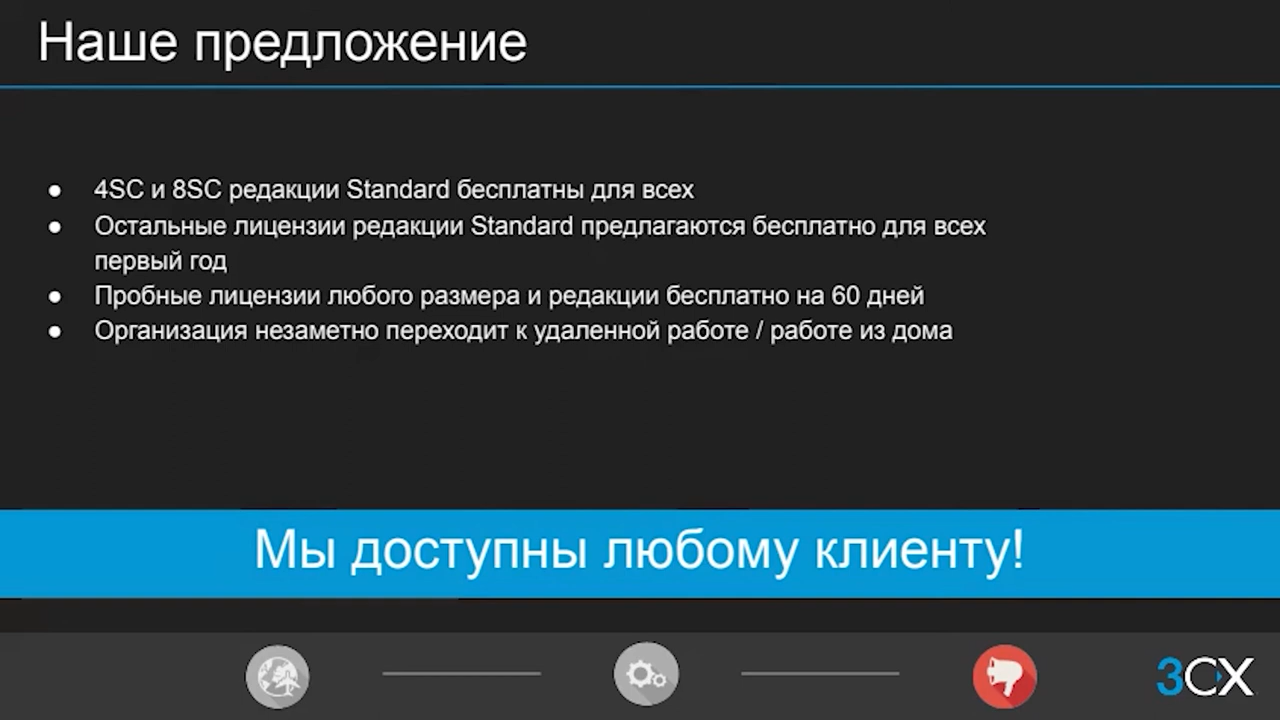 Наше предложение
● 4SC и 8SC редакции Standard бесплатны для всех
● Остальные лицензии редакции Standard предлагаются бесплатно для всех
первый год
● Пробные лицензии любого размера и редакции бесплатно на 60 дней
● Организация незаметно переходит к удаленной работе / работе из дома
Мы доступны любому клиенту!
3CX